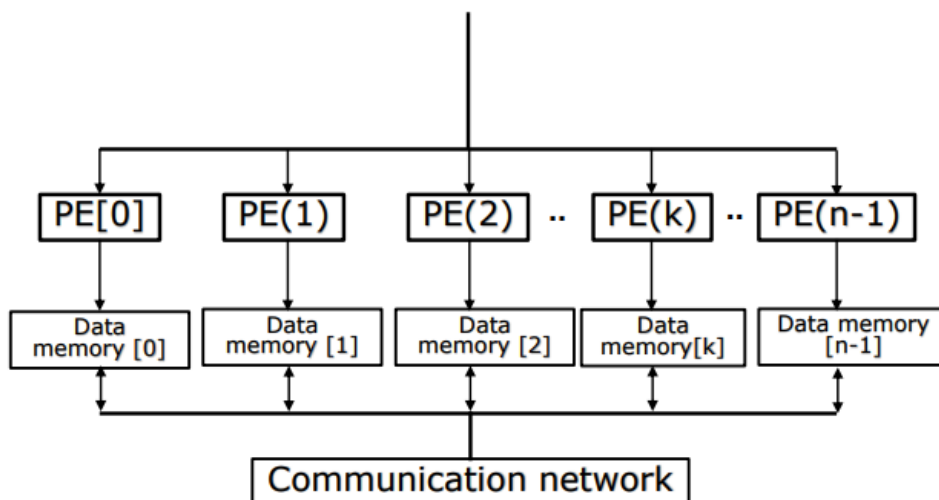 PE[0] PE(1) PE(2) .. PE(k) .. PE(n-1)
Data memory [0]
Data memory [1]
Data memory [2]
Data memory[k]
Data memory [n-1]
Communication network